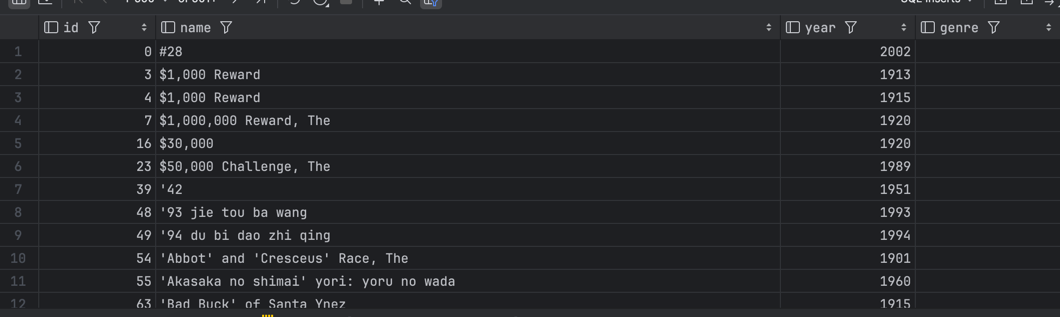 id name year genre
1 0 #28 2002
2 3 $1,000 Reward 1913
3 4 $1,000 Reward 1915
4 7 $1,000,000 Reward, The 1920
5 16 $30,000 1920
6 23 $50,000 Challenge, The 1989
7 39 '42 1951
8 48 '93 jie tou ba wang 1993
9 49 '94 du bi dao zhi qing 1994
10 54 'Abbot' and 'Cresceus' Race, The 1901
11 55 'Akasaka no shimai' yori: yoru no wada 1960
12 63 'Bad Buck' of Santa Ynez 1915